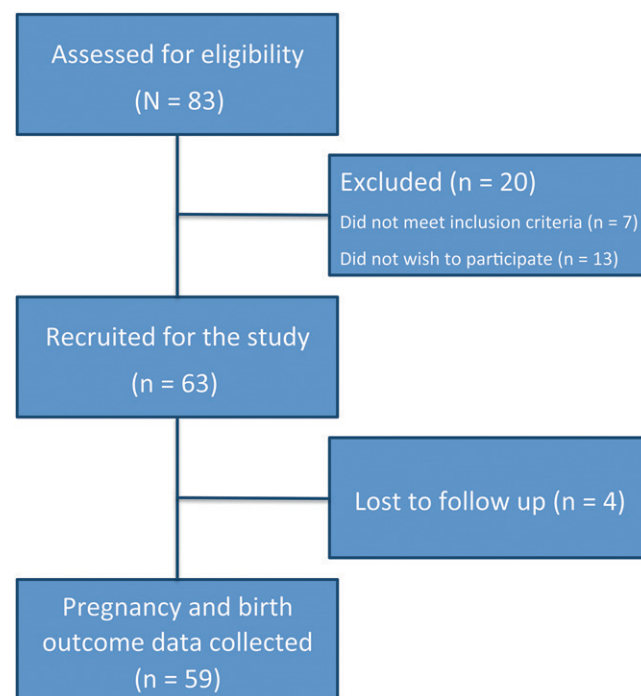 Assessed for eligibility
(N = 83)
Excluded (n = 20)
Did not meet inclusion criteria (n = 7)
Did not wish to participate (n = 13)
Recruited for the study
(n = 63)
Lost to follow up (n = 4)
Pregnancy and birth
outcome data collected
(n = 59)